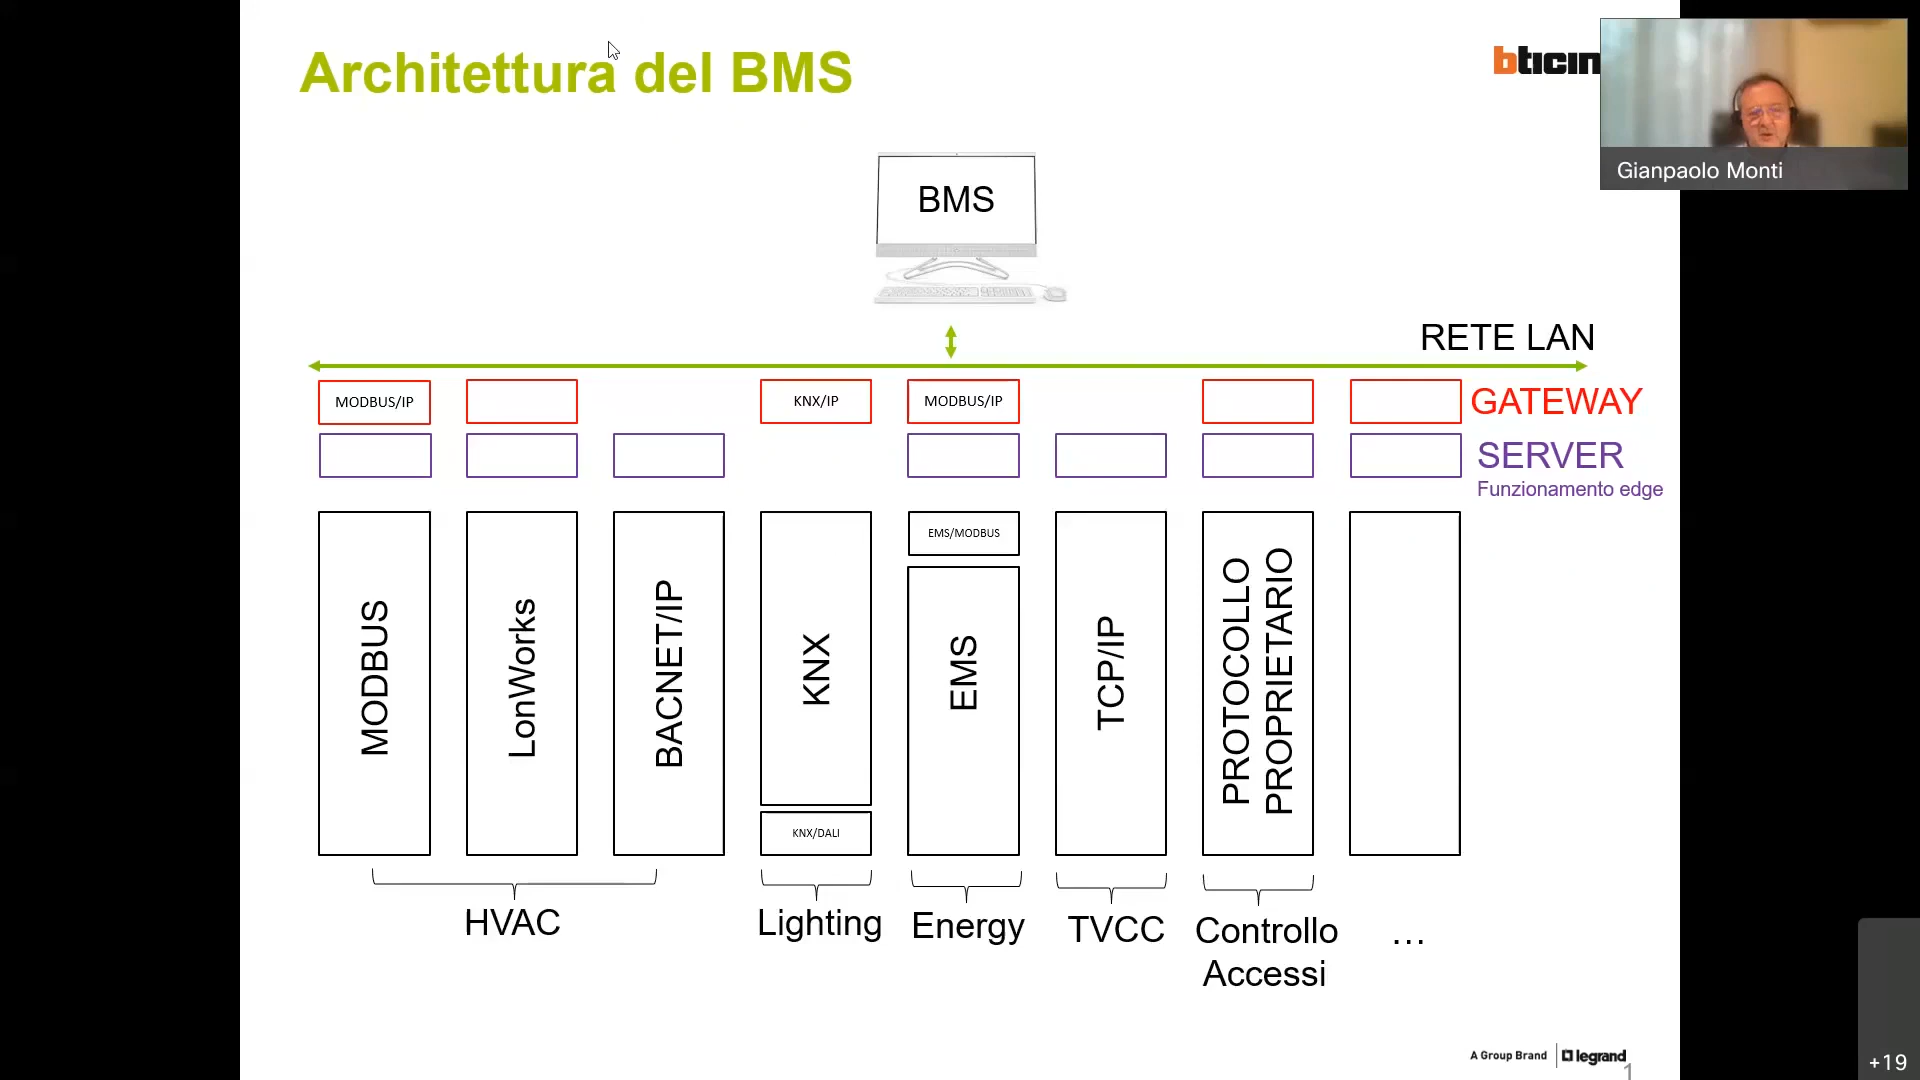 Architettura del BMS
bticin
Gianpaolo Monti
BMS
RETE LAN
MODBUS/IP
KNX/IP
MODBUS/IP
GATEWAY
SERVER
Funzionamento edge
MODBUS
LonWorks
BACNET/IP
KNX
KNX/DALI
EMS/MODBUS
EMS
TCP/IP
PROTOCOLLO
PROPRIETARIO
HVAC
Lighting
Energy
TVCC
Controllo
Accessi
...
A Group Brand
legrand
1
+19